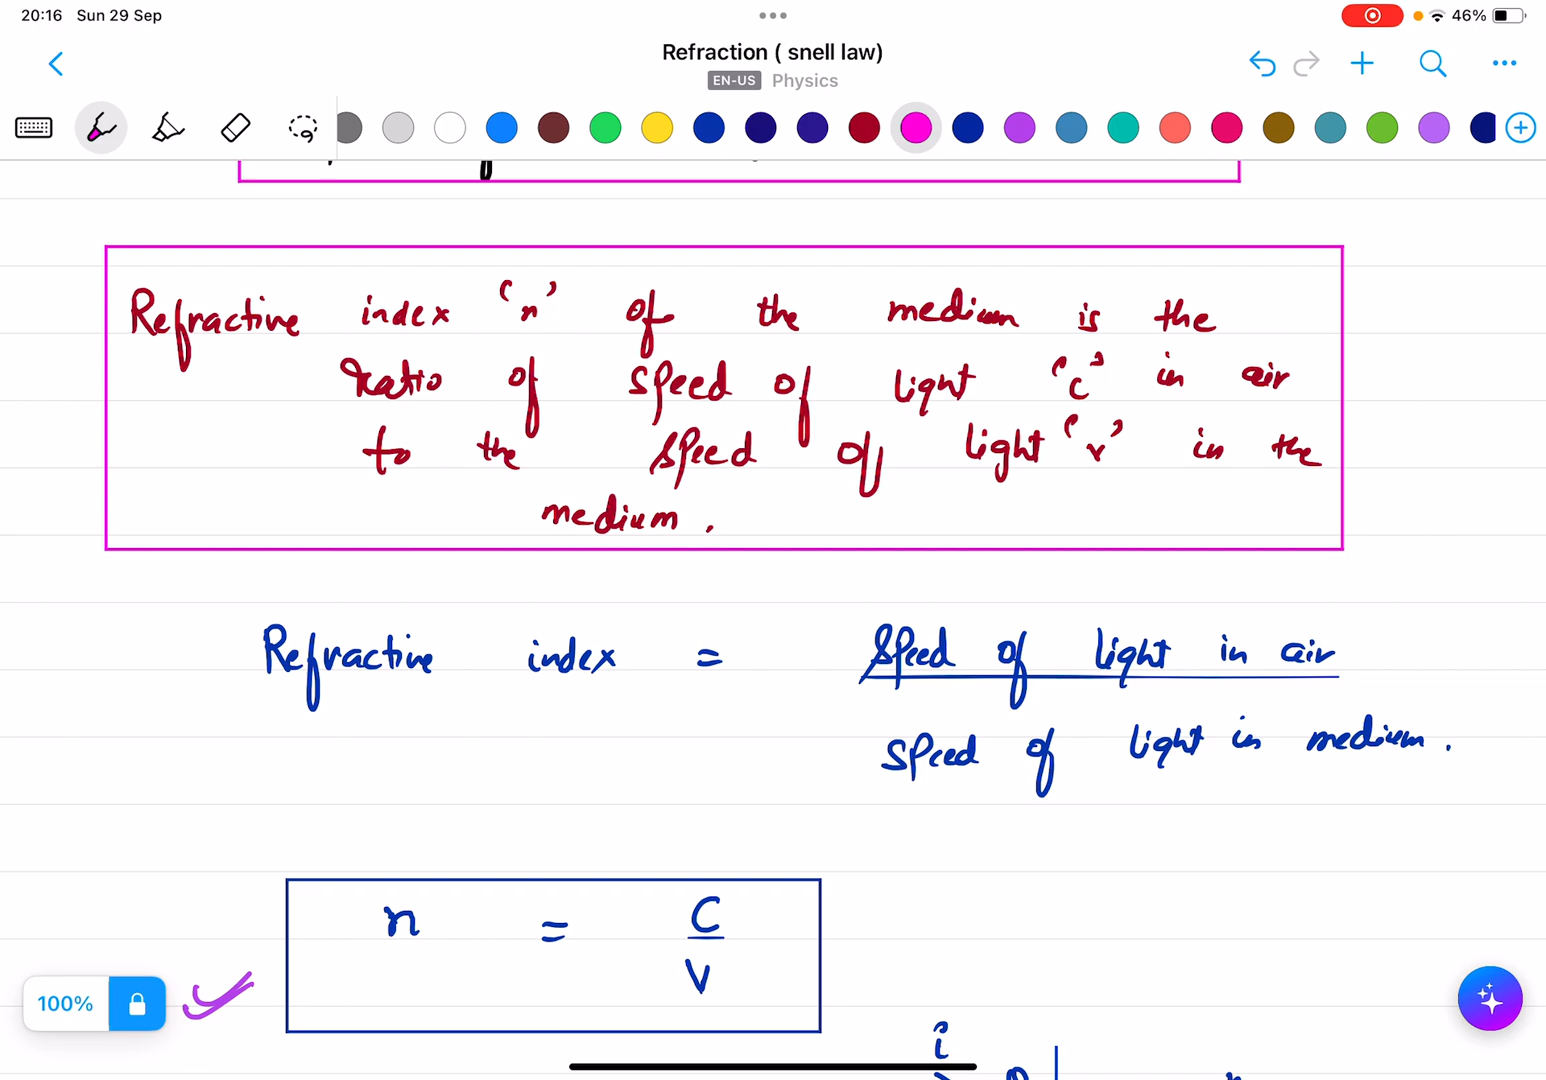 20:16 Sun 29 Sep
46%
Refraction ( snell law)
EN-US Physics
Refractive index 'n' of the medium is the
ratio of speed of light 'c' in air
to the speed of light 'v' in the
medium.
Refractive index = Speed of light in air
speed of light in medium.
n = C
V
100%
i